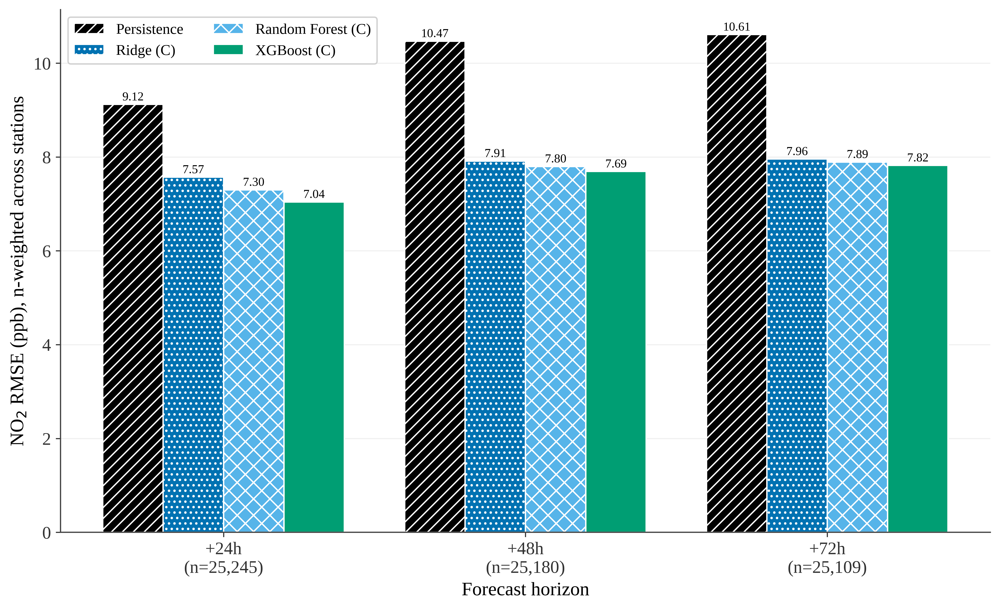 Persistence
Ridge (C)
Random Forest (C)
XGBoost (C)
NO₂ RMSE (ppb), n-weighted across stations
10
8
6
4
2
0
9.12
7.57
7.30
7.04
10.47
7.91
7.80
7.69
10.61
7.96
7.89
7.82
+24h
(n=25,245)
+48h
(n=25,180)
+72h
(n=25,109)
Forecast horizon